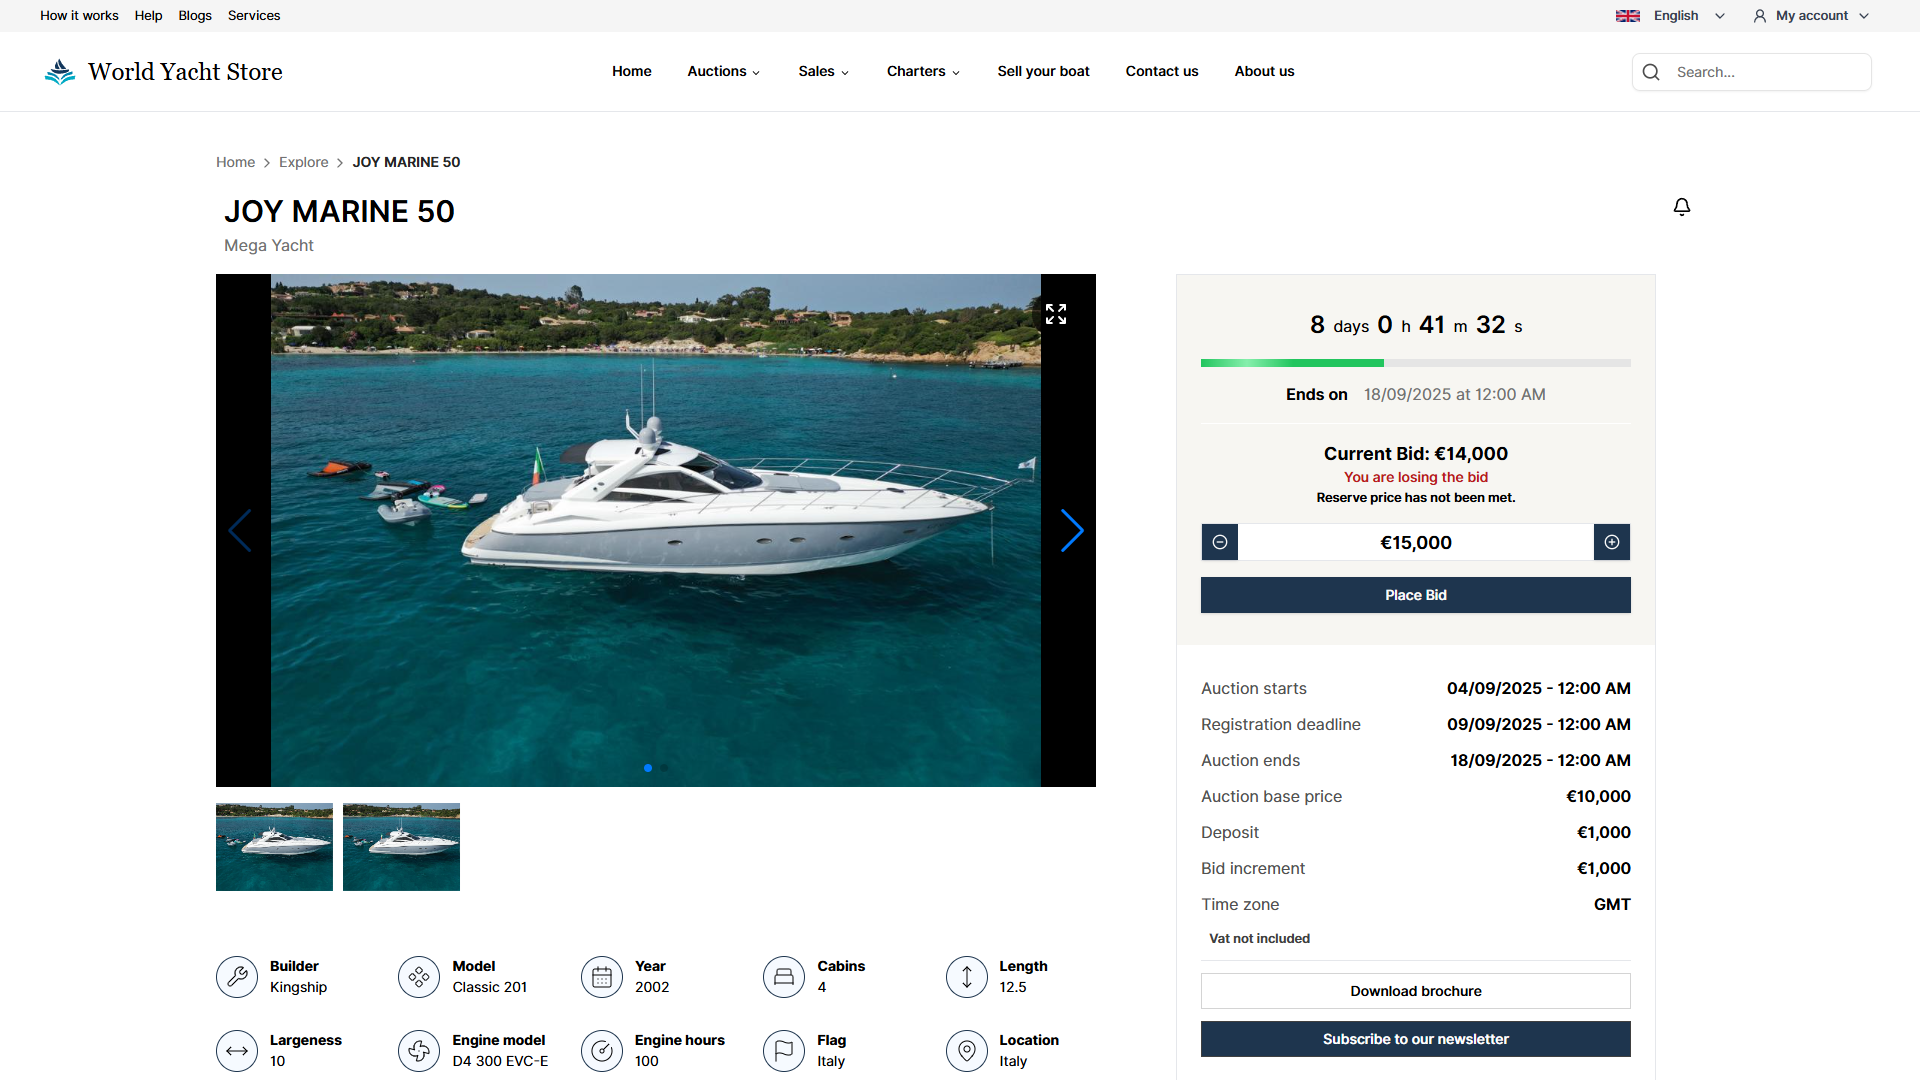 How it works Help Blogs Services English My account
World Yacht Store Home Auctions Sales Charters Sell your boat Contact us About us Search...
Home > Explore > JOY MARINE 50
JOY MARINE 50
Mega Yacht
8 days 0 h 41 m 32 s
Ends on 18/09/2025 at 12:00 AM
Current Bid: €14,000
You are losing the bid
Reserve price has not been met.
€15,000
Place Bid
Auction starts 04/09/2025 - 12:00 AM
Registration deadline 09/09/2025 - 12:00 AM
Auction ends 18/09/2025 - 12:00 AM
Auction base price €10,000
Deposit €1,000
Bid increment €1,000
Time zone GMT
Vat not included
Download brochure
Subscribe to our newsletter
Builder Model Year Cabins Length
Kingship Classic 201 2002 4 12.5
Largeness Engine model Engine hours Flag Location
10 D4 300 EVC-E 100 Italy Italy